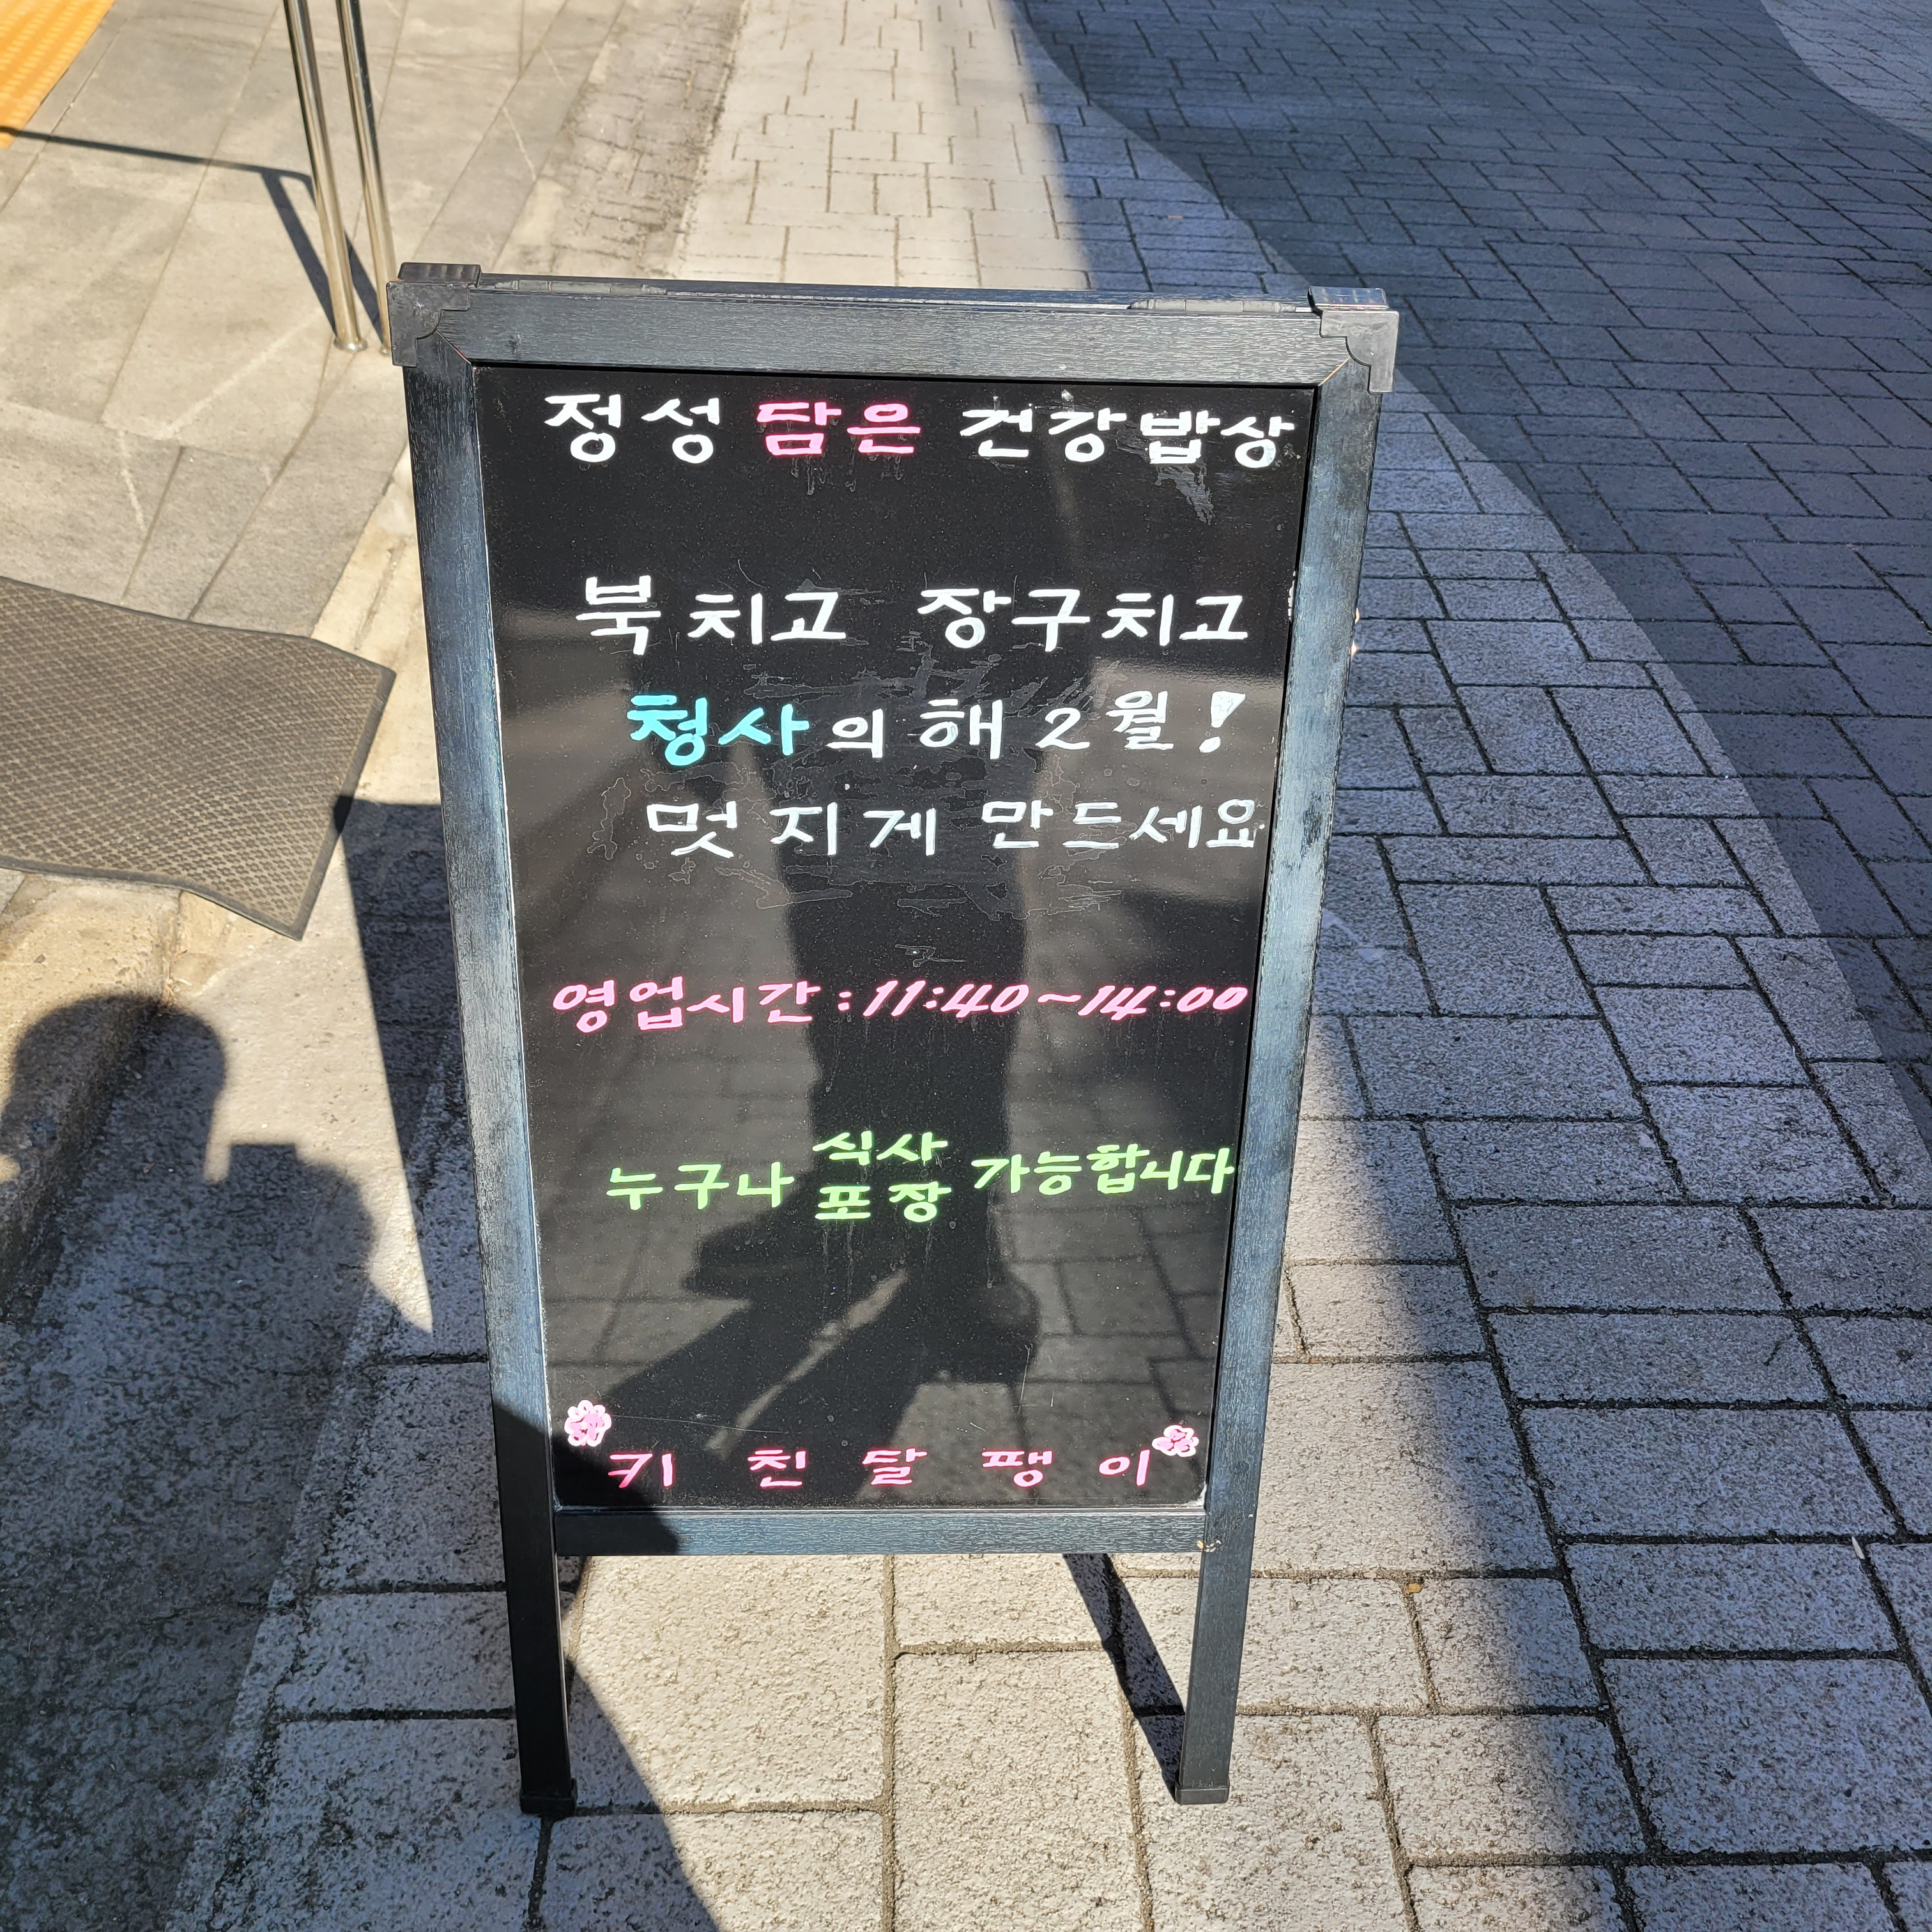 정성 담은 건강밥상
북치고 장구치고
청사의 해 2월!
멋지게 만드세요
영업시간 : 11:40~14:00
누구나 식사 포장 가능합니다
키친달팽이